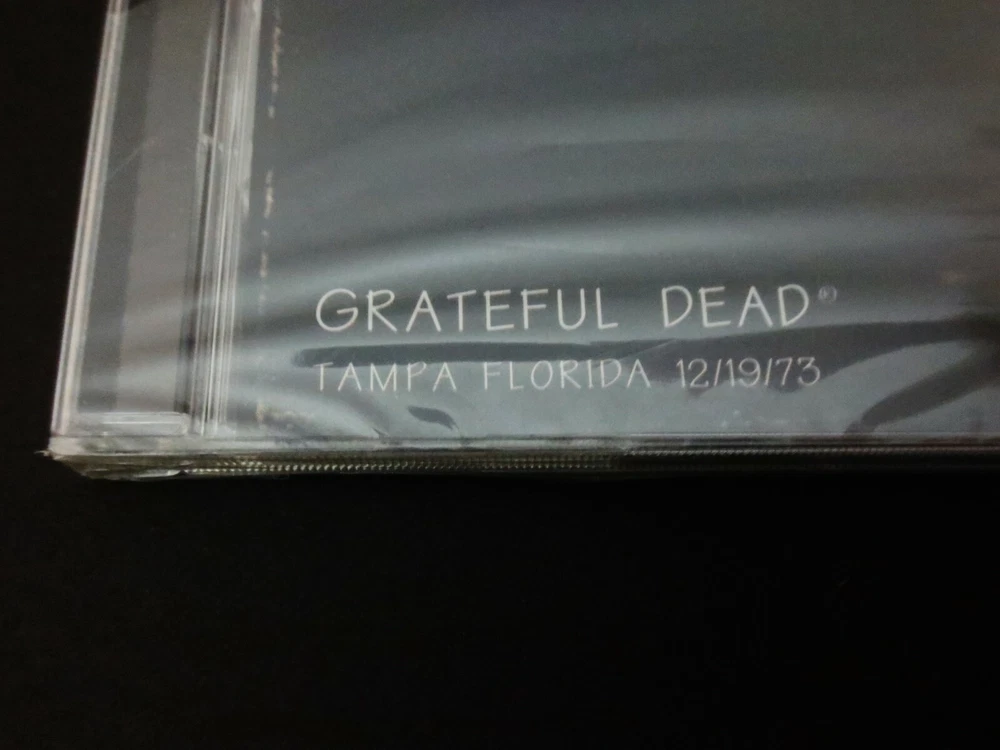 GRATEFUL DEAD®
TAMPA FLORIDA 12/19/73